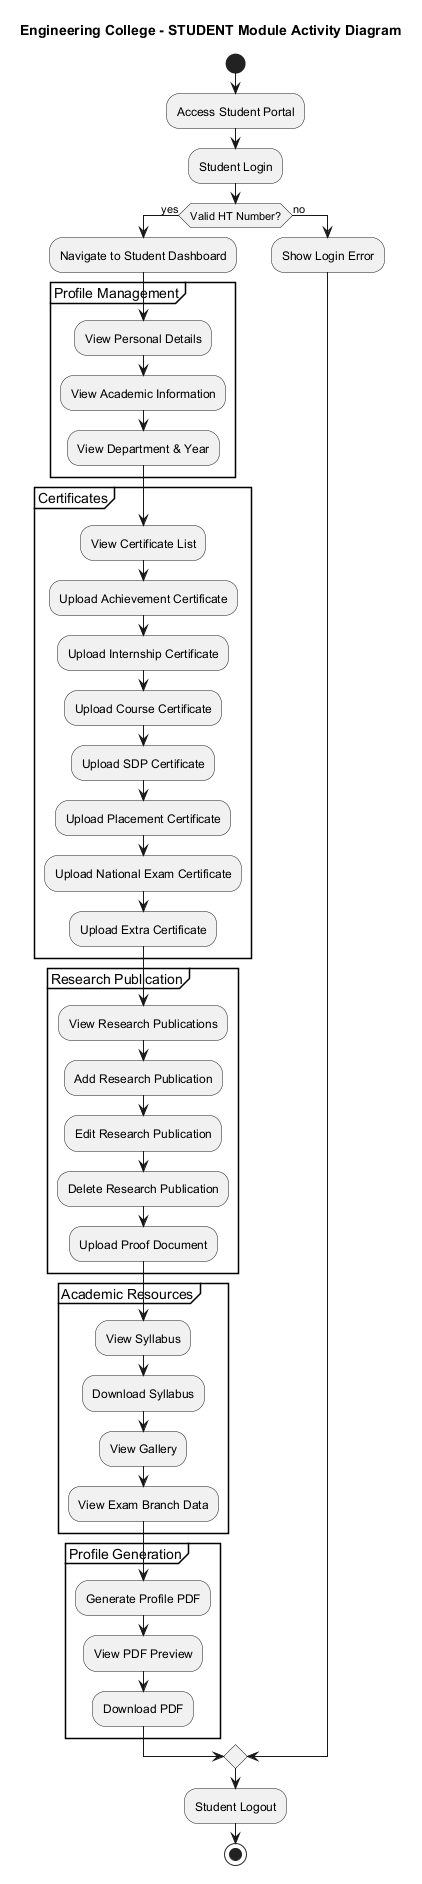 Engineering College - STUDENT Module Activity Diagram
Access Student Portal
Student Login
Valid HT Number?
yes
no
Navigate to Student Dashboard
Show Login Error
Profile Management
View Personal Details
View Academic Information
View Department & Year
Certificates
View Certificate List
Upload Achievement Certificate
Upload Internship Certificate
Upload Course Certificate
Upload SDP Certificate
Upload Placement Certificate
Upload National Exam Certificate
Upload Extra Certificate
Research Publication
View Research Publications
Add Research Publication
Edit Research Publication
Delete Research Publication
Upload Proof Document
Academic Resources
View Syllabus
Download Syllabus
View Gallery
View Exam Branch Data
Profile Generation
Generate Profile PDF
View PDF Preview
Download PDF
Student Logout